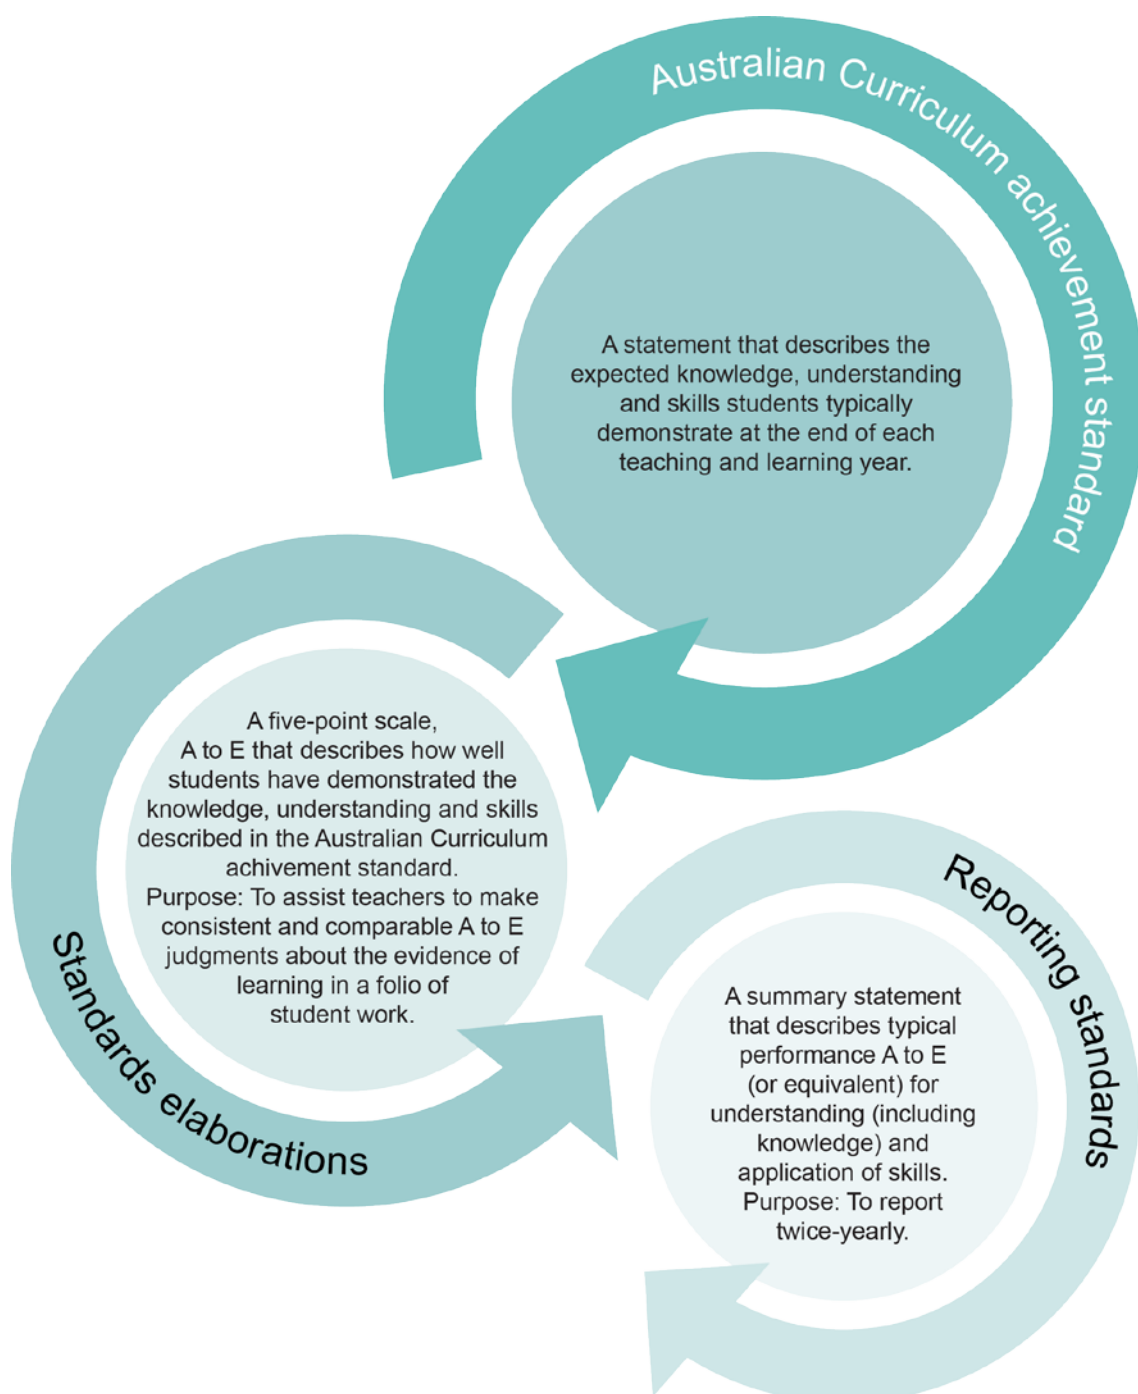 Australian Curriculum achievement standard
A statement that describes the
expected knowledge, understanding
and skills students typically
demonstrate at the end of each
teaching and learning year.
Standards elaborations
A five-point scale,
A to E that describes how well
students have demonstrated the
knowledge, understanding and skills
described in the Australian Curriculum
achivement standard.
Purpose: To assist teachers to make
consistent and comparable A to E
judgments about the evidence of
learning in a folio of
student work.
Reporting standards
A summary statement
that describes typical
performance A to E
(or equivalent) for
understanding (including
knowledge) and
application of skills.
Purpose: To report
twice-yearly.